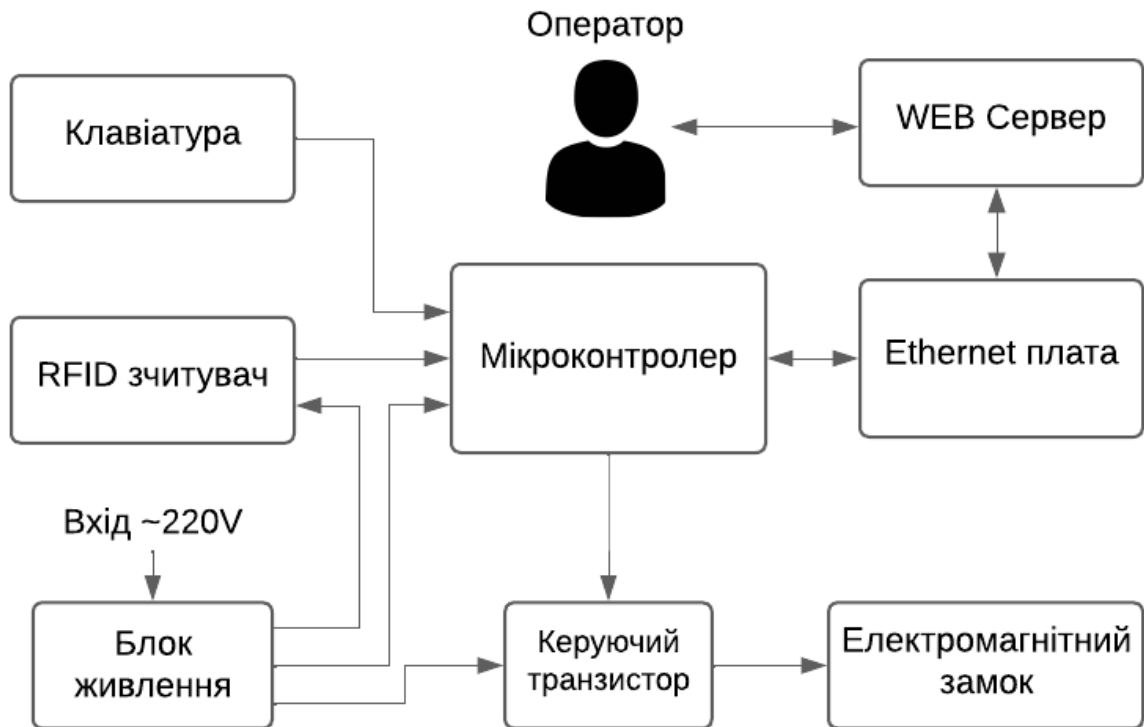 Оператор
Клавіатура
WEB Сервер
RFID зчитувач
Мікроконтролер
Ethernet плата
Вхід ~220V
Блок
живлення
Керуючий
транзистор
Електромагнітний
замок